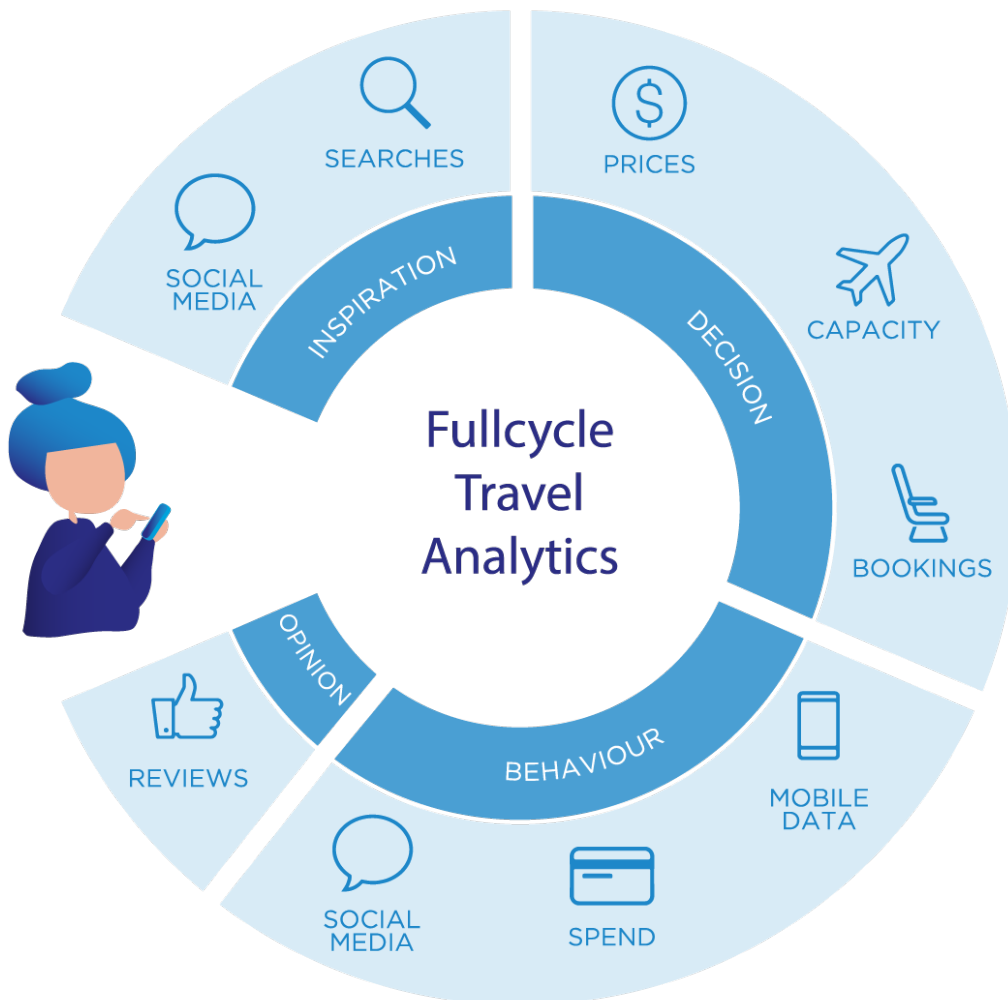 Fullcycle
Travel
Analytics
INSPIRATION
SOCIAL
MEDIA
SEARCHES
DECISION
PRICES
CAPACITY
BOOKINGS
BEHAVIOUR
MOBILE
DATA
SPEND
SOCIAL
MEDIA
OPINION
REVIEWS